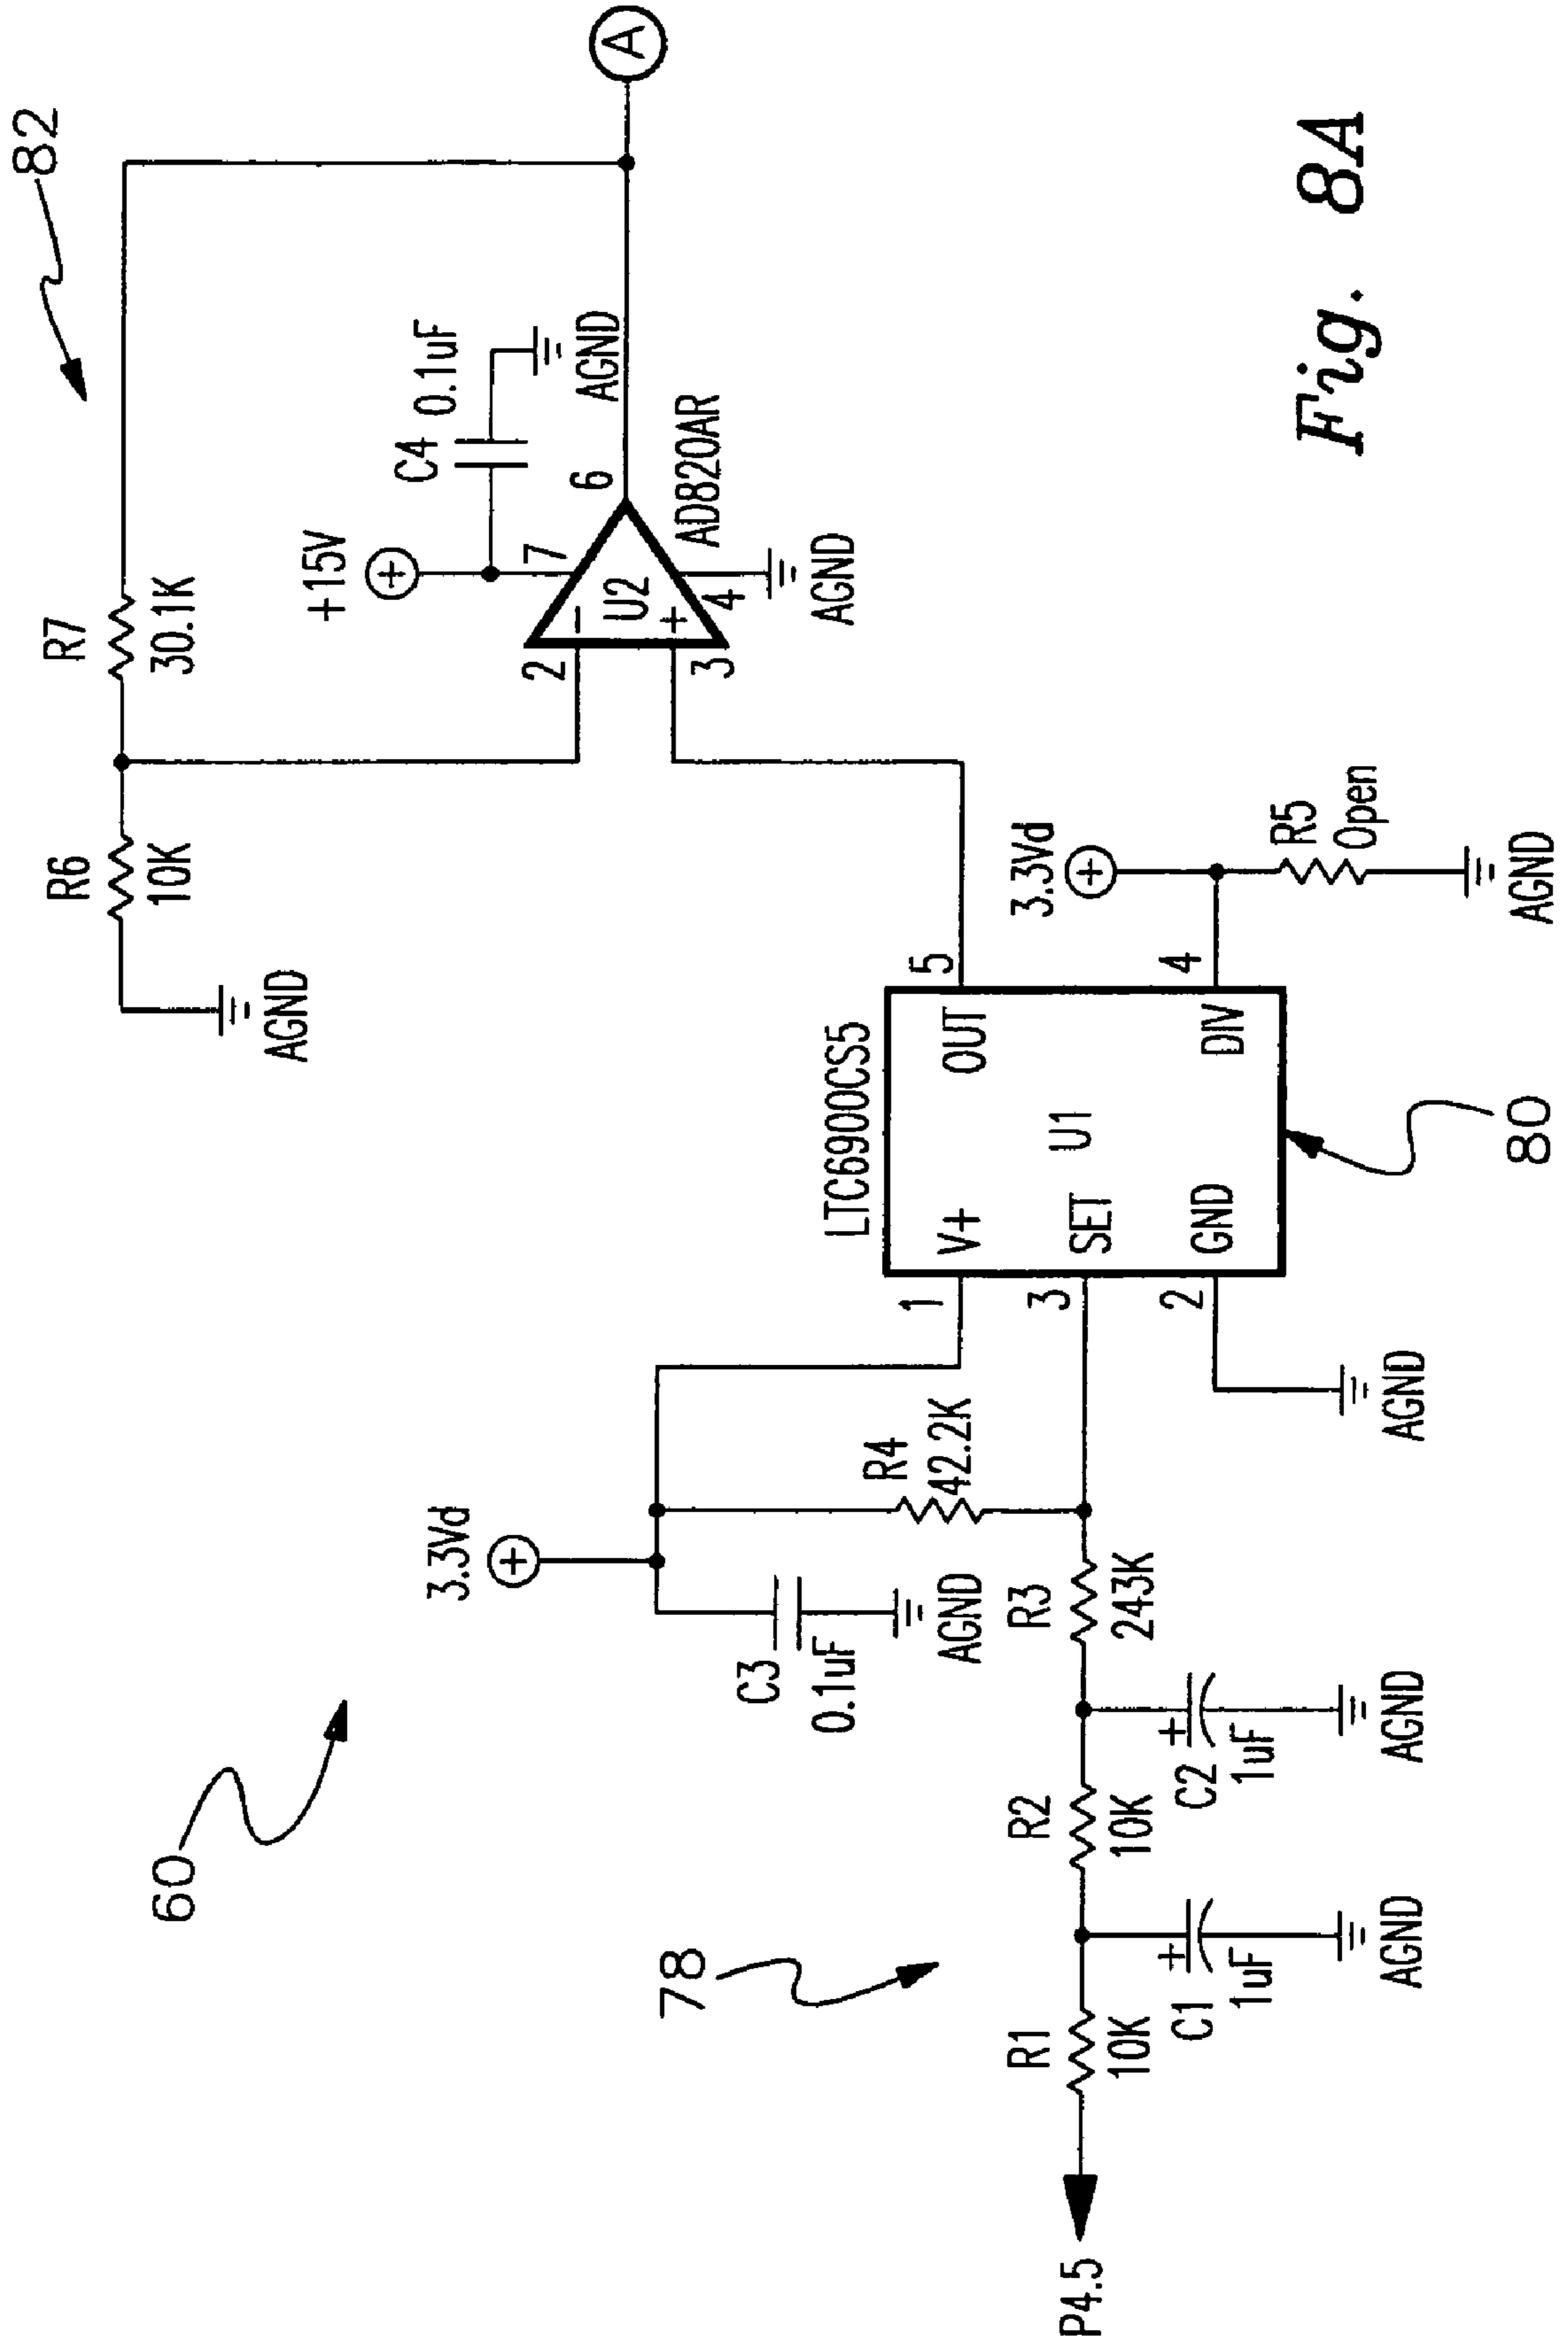 82
R6
10K
AGND
R7
30.1K
A
+15V
C4
0.1uF
AGND
7
2
U2
6
3
4
AD820AR
AGND
60
3.3Vd
C3
0.1uF
AGND
R4
42.2K
LTC6900CS5
1
V+
OUT
5
3
SET
U1
2
GND
DIV
4
AGND
3.3Vd
R5
Open
AGND
80
78
P4.5
R1
10K
R2
10K
R3
243K
C1
1uF
AGND
C2
1uF
AGND
Fig. 8A